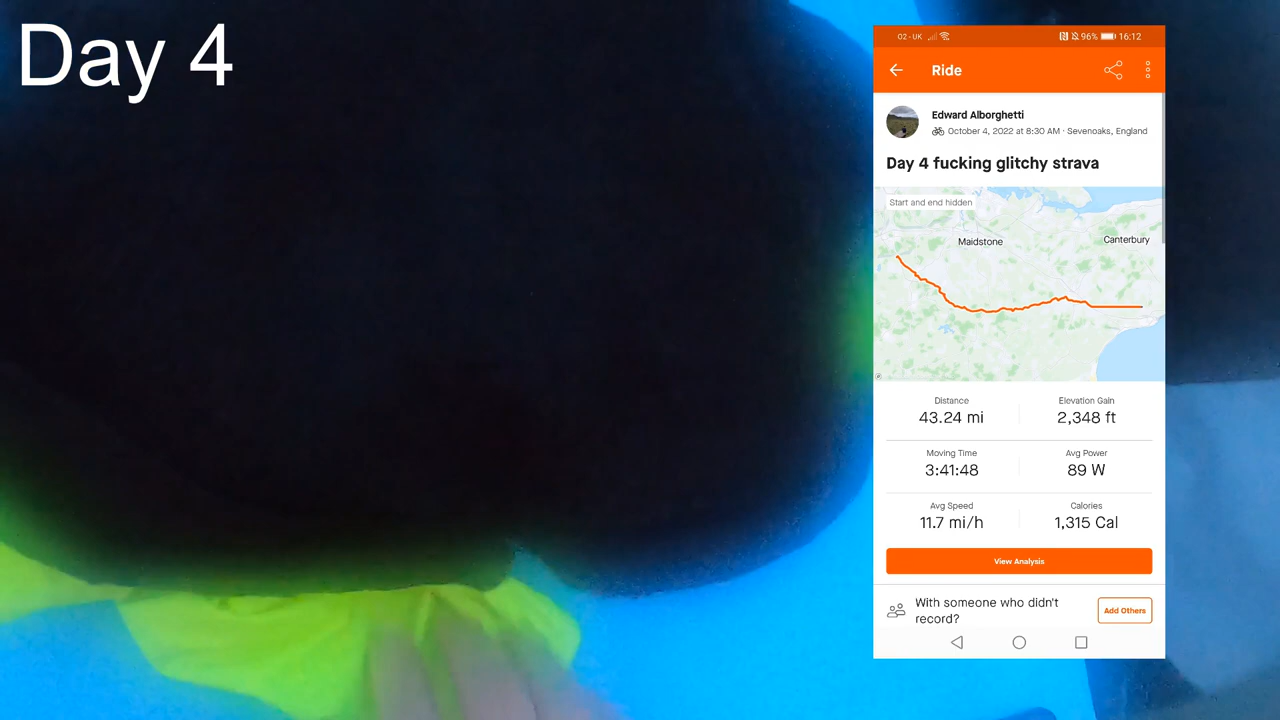 Day 4
O2-UK 96% 16:12
Ride
Edward Alborghetti
October 4, 2022 at 8:30 AM · Sevenoaks, England
Day 4 fucking glitchy strava
Start and end hidden
Maidstone
Canterbury
Distance
43.24 mi
Elevation Gain
2,348 ft
Moving Time
3:41:48
Avg Power
89 W
Avg Speed
11.7 mi/h
Calories
1,315 Cal
View Analysis
With someone who didn't
record?
Add Others